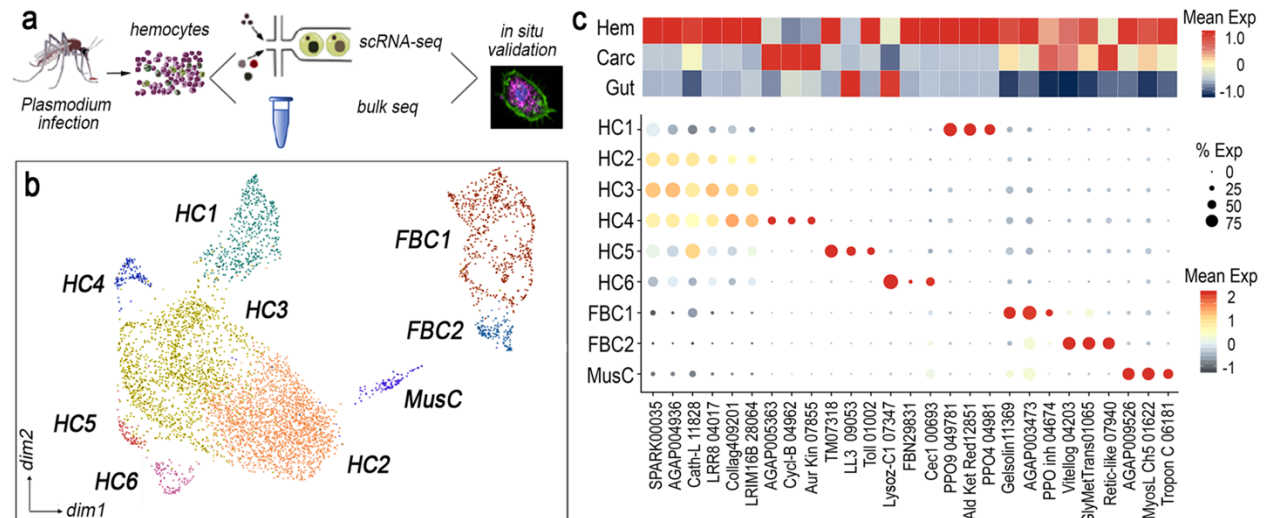 a
hemocytes
scRNA-seq
in situ
validation
Plasmodium
infection
bulk seq
b
HC1
FBC1
HC4
HC3
FBC2
MusC
HC5
HC2
HC6
dim2
dim1
c
Hem
Carc
Gut
Mean Exp
1.0
0
-1.0
HC1
HC2
HC3
HC4
HC5
HC6
FBC1
FBC2
MusC
% Exp
0
25
50
75
Mean Exp
2
1
0
-1
SPARK00035
AGAP004936
Cath-L 11828
LRR8 04017
Collag409201
LRIM16B 28064
AGAP005363
Cycl-B 04962
Aur Kin 07855
TM07318
LL3 09053
Toll 01002
Lysoz-C1 07347
FBN29831
Cec1 00693
PPO9 049781
Ald Ket Red12851
PPO4 04981
Gelsolin11369
AGAP003473
PPO inh 04674
Vitellog 04203
GlyMetTrans01065
Retic-like 07940
AGAP009526
MyosL Ch5 01622
Tropon C 06181